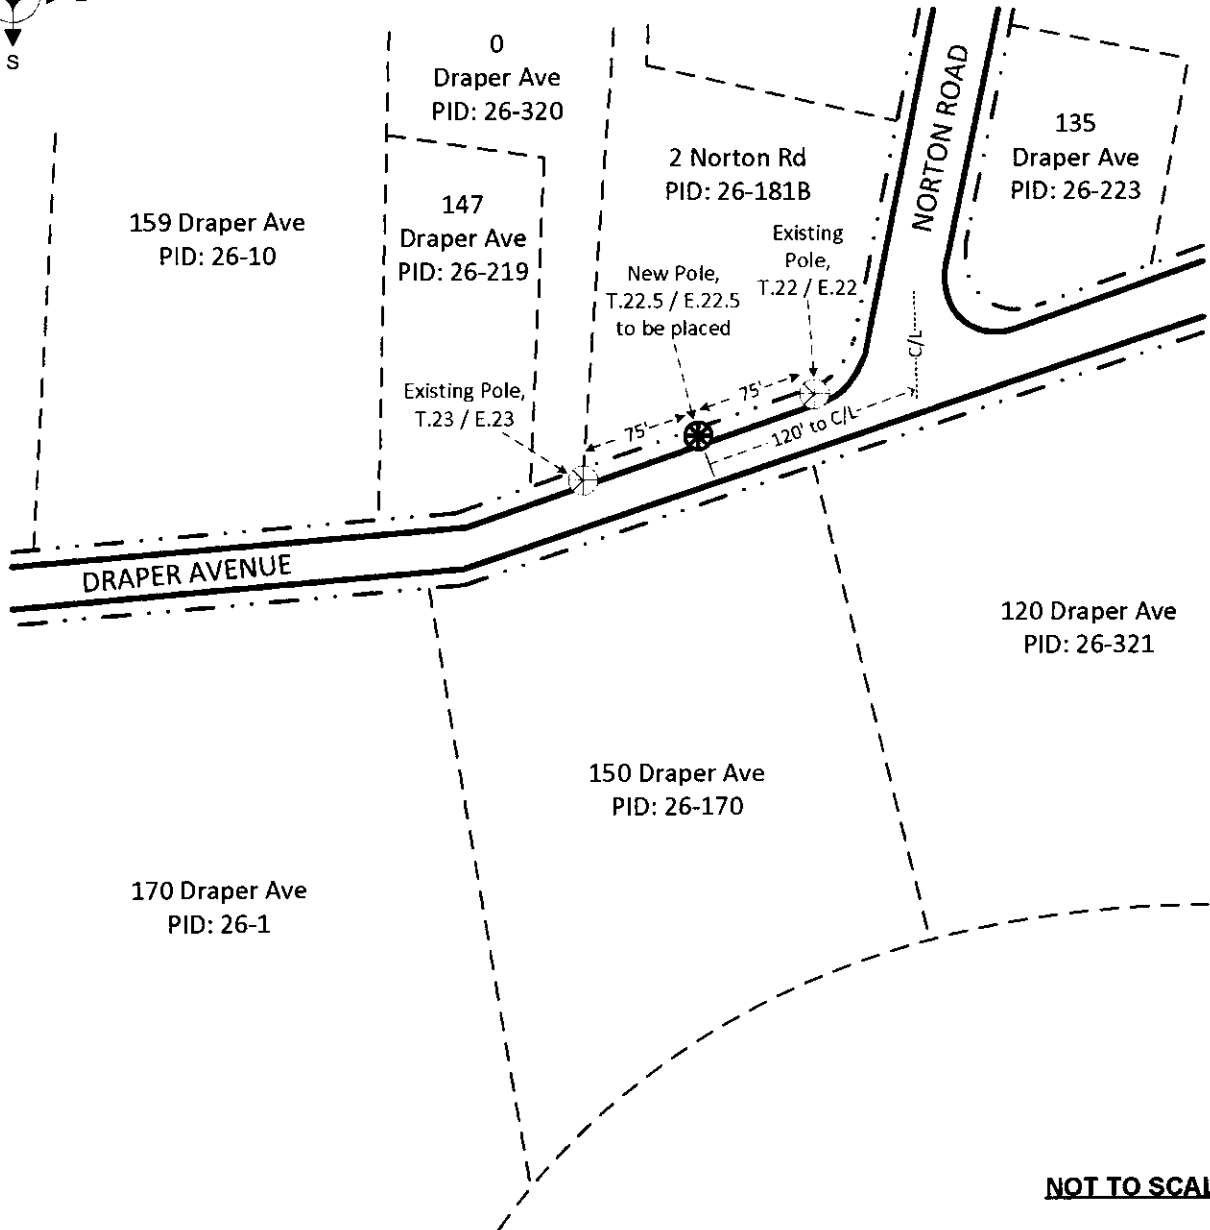 S
0
Draper Ave
PID: 26-320
159 Draper Ave
PID: 26-10
147
Draper Ave
PID: 26-219
2 Norton Rd
PID: 26-181B
NORTON ROAD
135
Draper Ave
PID: 26-223
Existing
Pole,
T.22 / E.22
New Pole,
T.22.5 / E.22.5
to be placed
Existing Pole,
T.23 / E.23
75'
75'
120' to C/L
C/L
DRAPER AVENUE
120 Draper Ave
PID: 26-321
150 Draper Ave
PID: 26-170
170 Draper Ave
PID: 26-1
NOT TO SCAL